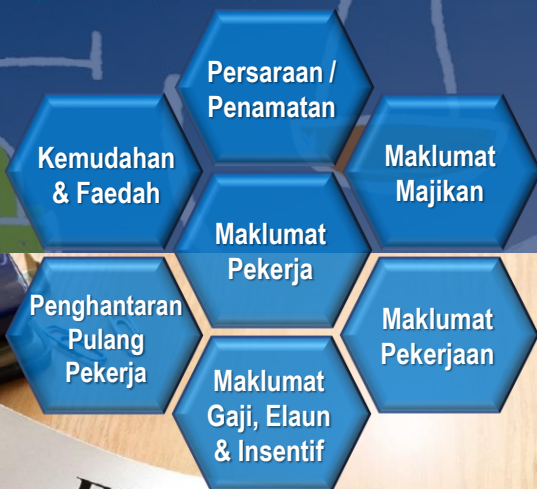 Persaraan /
Penamatan
Kemudahan
& Faedah
Maklumat
Majikan
Maklumat
Pekerja
Penghantaran
Pulang
Pekerja
Maklumat
Pekerjaan
Maklumat
Gaji, Elaun
& Insentif